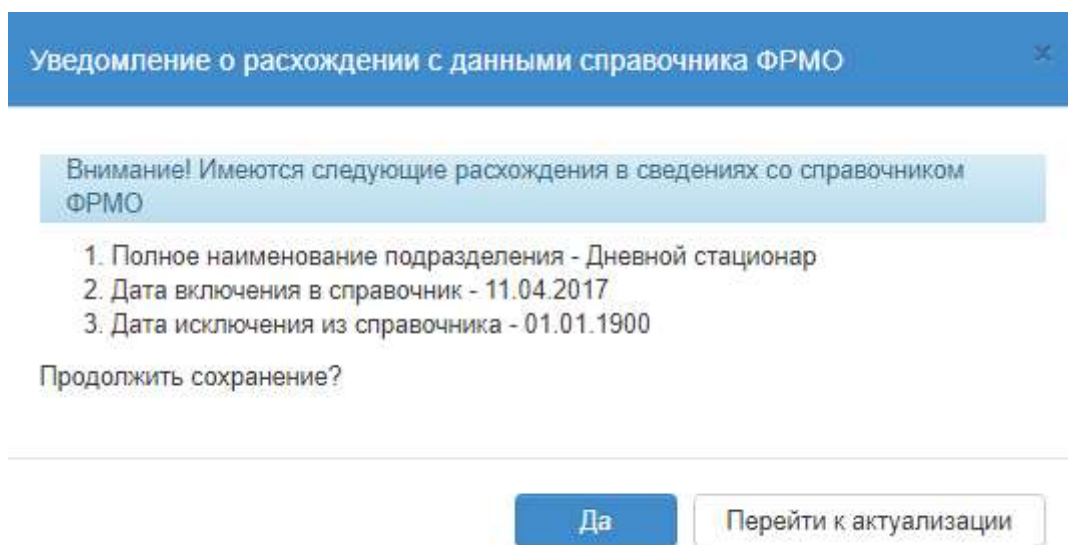 Уведомление о расхождении с данными справочника ФРМО
×
Внимание! Имеются следующие расхождения в сведениях со справочником
ФРМО
1. Полное наименование подразделения - Дневной стационар
2. Дата включения в справочник - 11.04.2017
3. Дата исключения из справочника - 01.01.1900
Продолжить сохранение?
Да
Перейти к актуализации